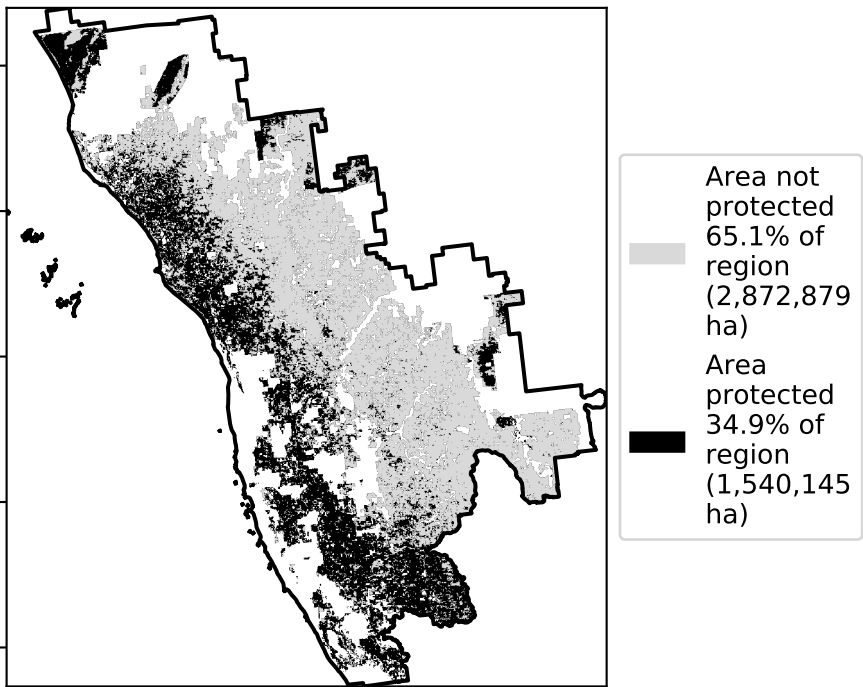 Area not
protected
65.1% of
region
(2,872,879
ha)
Area
protected
34.9% of
region
(1,540,145
ha)